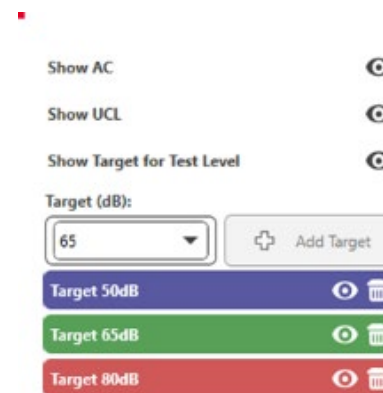 Show AC
Show UCL
Show Target for Test Level
Target (dB):
65
Add Target
Target 50dB
Target 65dB
Target 80dB